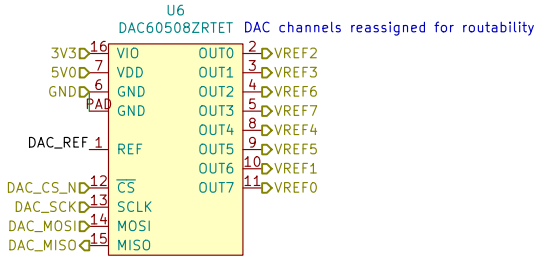 U6
DAC60508ZRTET DAC channels reassigned for routability
3V3 16 VIO OUT0 2 VREF2
5V0 7 VDD OUT1 3 VREF3
GND 6 GND OUT2 4 VREF6
PAD GND OUT3 5 VREF7
OUT4 8 VREF4
DAC_REF 1 REF OUT5 9 VREF5
OUT6 10 VREF1
DAC_CS_N 12 CS OUT7 11 VREF0
DAC_SCK 13 SCLK
DAC_MOSI 14 MOSI
DAC_MISO 15 MISO